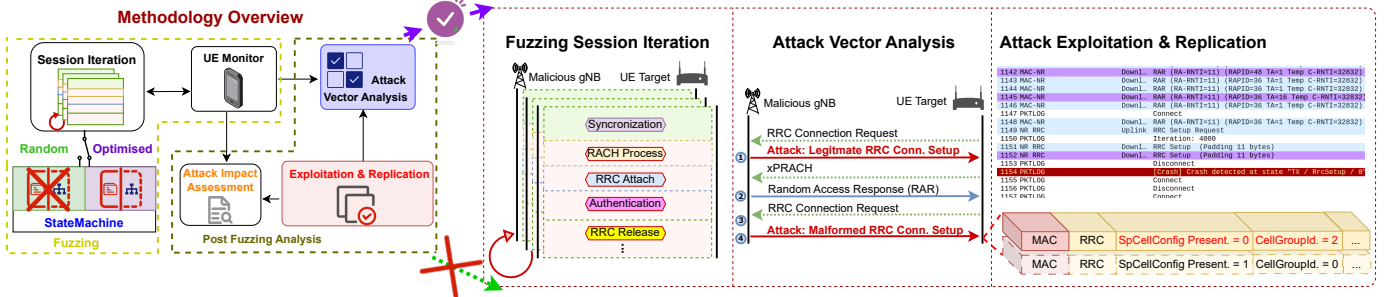 Methodology Overview
Session Iteration
UE Monitor
Attack
Vector Analysis
Random
Optimised
Attack Impact
Assessment
Exploitation & Replication
StateMachine
Fuzzing
Post Fuzzing Analysis
Fuzzing Session Iteration
Malicious gNB
UE Target
Syncronization
RACH Process
RRC Attach
Authentication
RRC Release
⋮
Attack Vector Analysis
Malicious gNB
UE Target
RRC Connection Request
① Attack: Legitmate RRC Conn. Setup
xPRACH
② Random Access Response (RAR)
③ RRC Connection Request
④ Attack: Malformed RRC Conn. Setup
Attack Exploitation & Replication
1142 MAC-NR Downl… RAR (RA-RNTI=11) (RAPID=48 TA=1 Temp C-RNTI=32832)
1143 MAC-NR Downl… RAR (RA-RNTI=11) (RAPID=36 TA=1 Temp C-RNTI=32832)
1144 MAC-NR Downl… RAR (RA-RNTI=11) (RAPID=36 TA=1 Temp C-RNTI=32832)
1145 MAC-NR Downl… RAR (RA-RNTI=11) (RAPID=36 TA=16 Temp C-RNTI=32832)
1146 MAC-NR Downl… RAR (RA-RNTI=11) (RAPID=36 TA=1 Temp C-RNTI=32832)
1147 PKTLOG Connect
1148 MAC-NR Downl… RAR (RA-RNTI=11) (RAPID=36 TA=1 Temp C-RNTI=32832)
1149 NR RRC Uplink RRC Setup Request
1150 PKTLOG Iteration: 4000
1151 NR RRC Downl… RRC Setup (Padding 11 bytes)
1152 NR RRC Downl… RRC Setup (Padding 11 bytes)
1153 PKTLOG Disconnect
1154 PKTLOG [Crash] Crash detected at state "TX / RrcSetup / 0"
1155 PKTLOG Connect
1156 PKTLOG Disconnect
1157 PKTLOG Connect
MAC RRC SpCellConfig Present. = 0 CellGroupId. = 2 ...
MAC RRC SpCellConfig Present. = 1 CellGroupId. = 0 ...